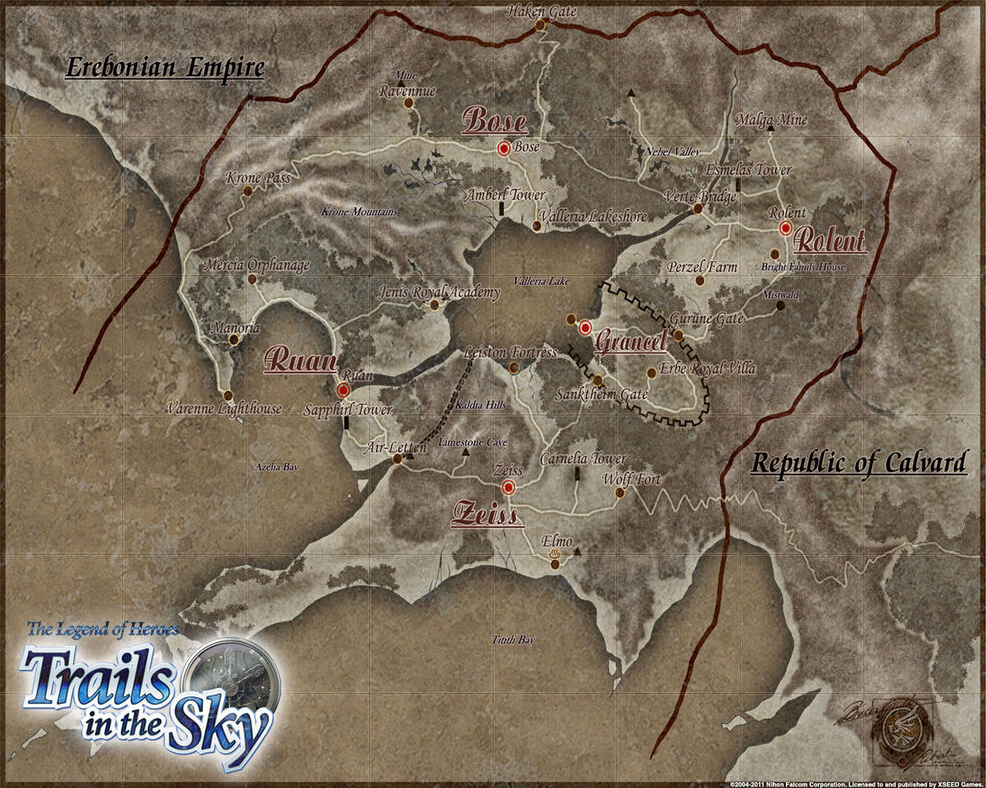 Haken Gate
Erebonian Empire
Mine
Ravennue
Bose
Bose
Malga Mine
Nebel Valley
Esmelas Tower
Krone Pass
Amberl Tower
Verte Bridge
Krone Mountains
Valleria Lakeshore
Rolent
Rolent
Mercia Orphanage
Perzel Farm
Bright Family House
Valleria Lake
Jenis Royal Academy
Mistwald
Gurune Gate
Manoria
Grancel
Ruan
Leiston Fortress
Erbe Royal Villa
Ruan
Sanktheim Gate
Varenne Lighthouse
Sapphirl Tower
Kaldia Hills
Air-Letten
Limestone Cave
Azelia Bay
Carnelia Tower
Republic of Calvard
Zeiss
Wolf Fort
Zeiss
Elmo
Tituth Bay
The Legend of Heroes
Trails
in the Sky
©2004-2011 Nihon Falcom Corporation. Licensed to and published by XSEED Games.